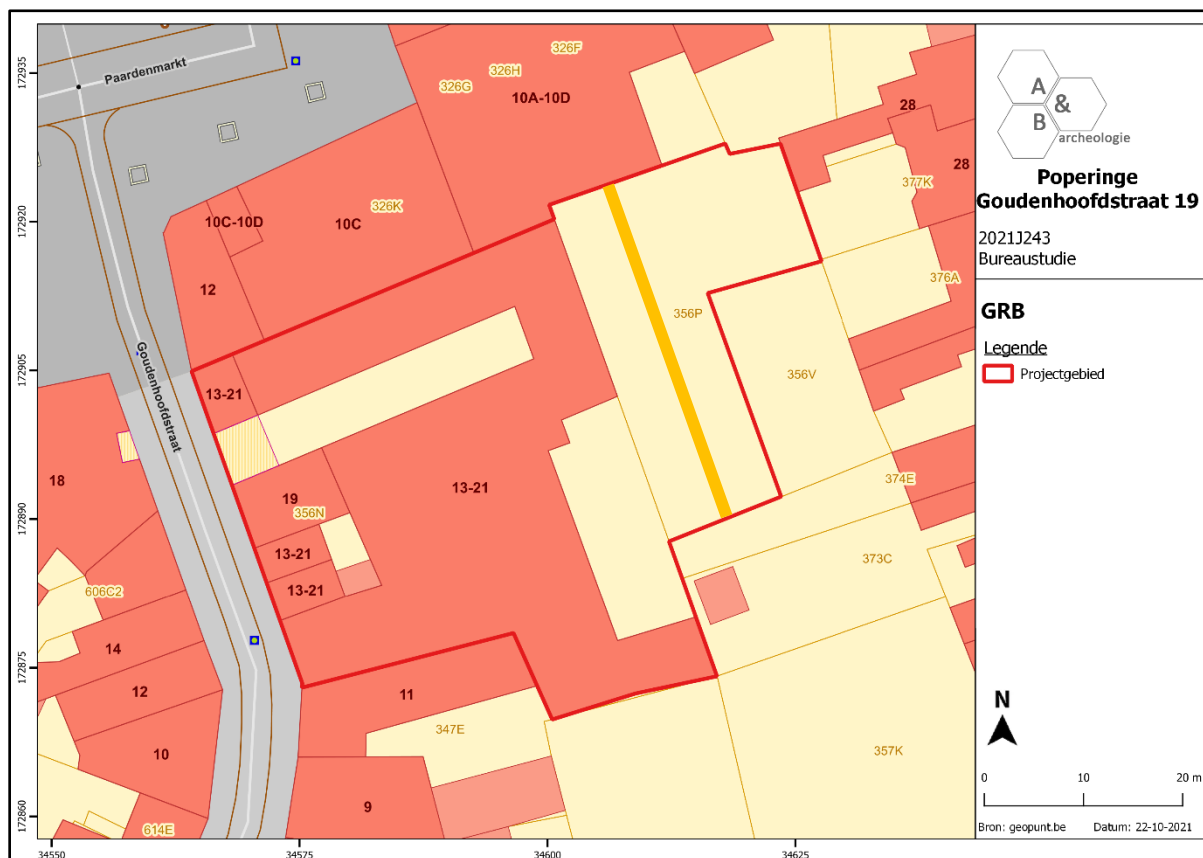 Paardenmarkt
Goudenhoofdstraat
326F
326H
326G
10A-10D
28
377K
28
10C-10D
326K
10C
12
376A
356P
356V
13-21
18
19
356N
13-21
13-21
13-21
374E
373C
606C2
14
12
11
347E
357K
10
9
614E
172935
172920
172905
172890
172875
172860
34550
34575
34600
34625
A
&
B
archeologie
Poperinge
Goudenhoofdstraat 19
2021J243
Bureaustudie
GRB
Legende
Projectgebied
N
0 10 20 m
Bron: geopunt.be Datum: 22-10-2021